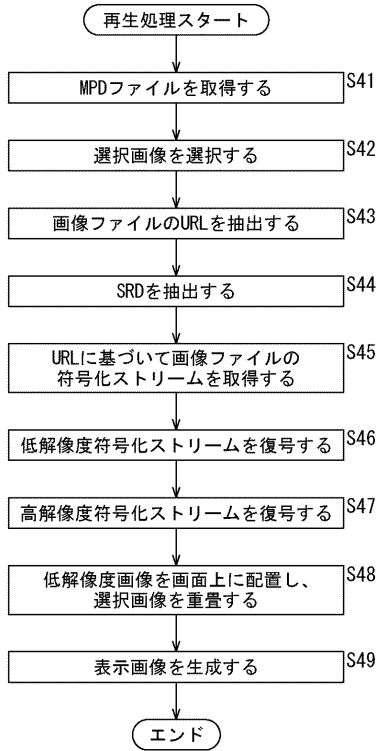 再生処理スタート
MPDファイルを取得する
S41
選択画像を選択する
S42
画像ファイルのURLを抽出する
S43
SRDを抽出する
S44
URLに基づいて画像ファイルの
符号化ストリームを取得する
S45
低解像度符号化ストリームを復号する
S46
高解像度符号化ストリームを復号する
S47
低解像度画像を画面上に配置し、
選択画像を重畳する
S48
表示画像を生成する
S49
エンド